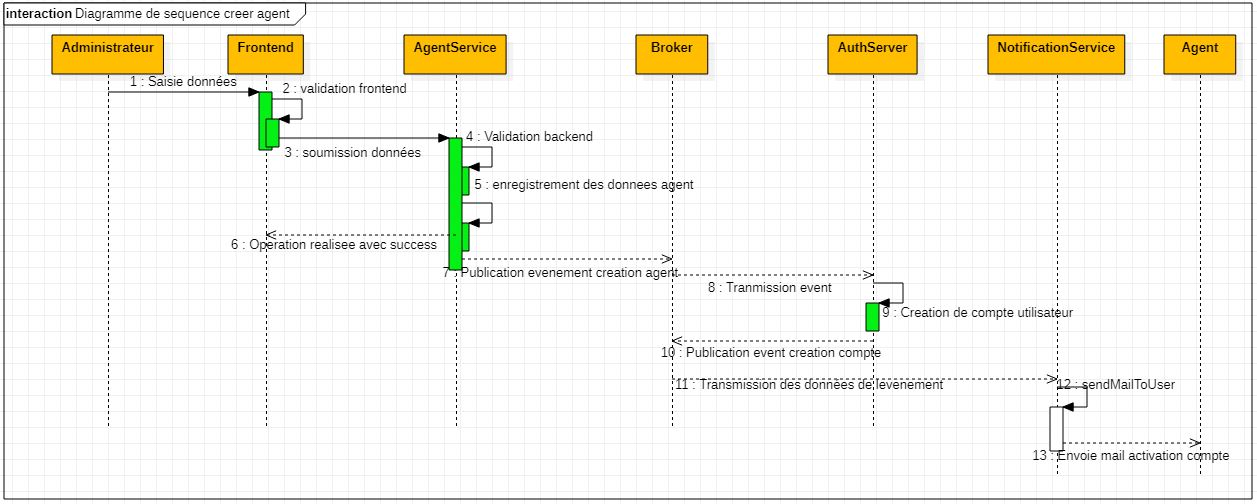 interaction Diagramme de sequence creer agent
Administrateur
Frontend
AgentService
Broker
AuthServer
NotificationService
Agent
1 : Saisie données
2 : validation frontend
3 : soumission données
4 : Validation backend
5 : enregistrement des donnees agent
6 : Operation realisee avec success
7 : Publication evenement creation agent
8 : Tranmission event
9 : Creation de compte utilisateur
10 : Publication event creation compte
11 : Transmission des données de levenement
12 : sendMailToUser
13 : Envoie mail activation compte